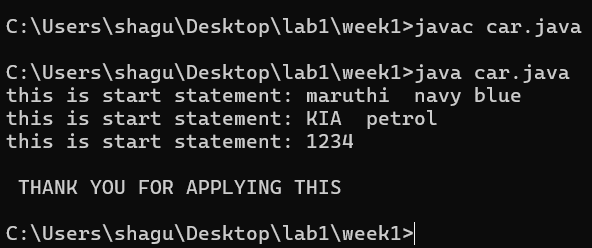 C:\Users\shagu\Desktop\lab1\week1>javac car.java
C:\Users\shagu\Desktop\lab1\week1>java car.java
this is start statement: maruthi  navy blue
this is start statement: KIA  petrol
this is start statement: 1234
 THANK YOU FOR APPLYING THIS
C:\Users\shagu\Desktop\lab1\week1>